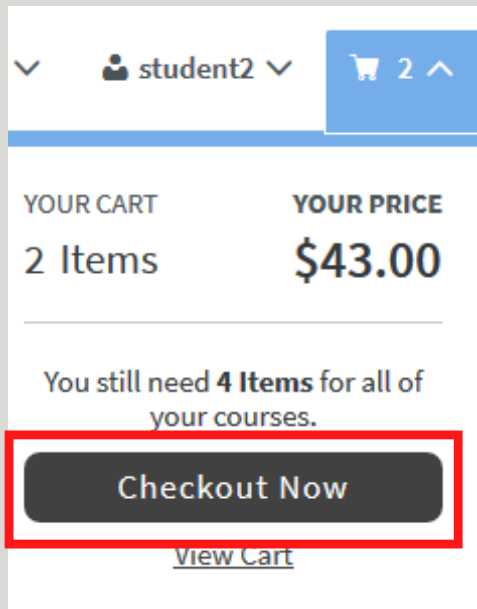 student2 2
YOUR CART YOUR PRICE
2 Items $43.00
You still need 4 Items for all of
your courses.
Checkout Now
View Cart